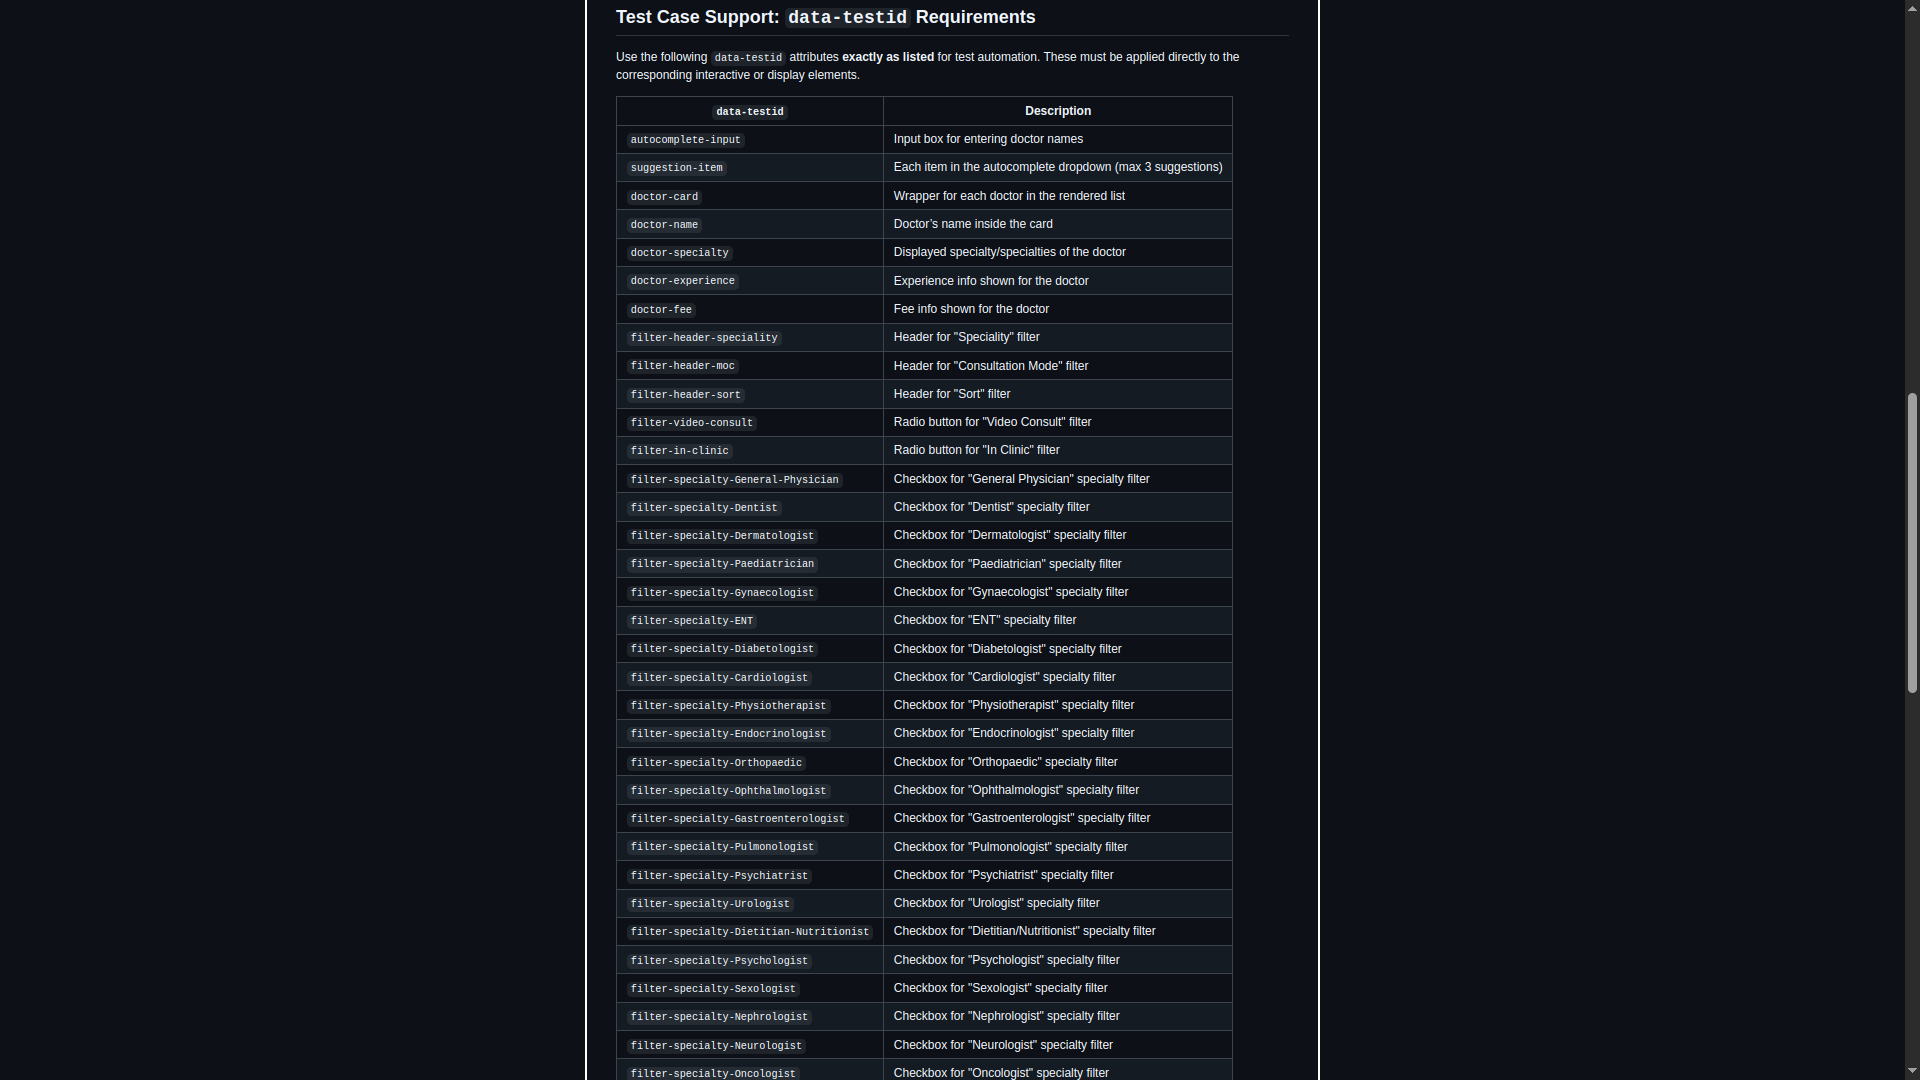 Test Case Support: data-testid Requirements
Use the following data-testid attributes exactly as listed for test automation. These must be applied directly to the
corresponding interactive or display elements.
data-testid Description
autocomplete-input Input box for entering doctor names
suggestion-item Each item in the autocomplete dropdown (max 3 suggestions)
doctor-card Wrapper for each doctor in the rendered list
doctor-name Doctor’s name inside the card
doctor-specialty Displayed specialty/specialties of the doctor
doctor-experience Experience info shown for the doctor
doctor-fee Fee info shown for the doctor
filter-header-speciality Header for "Speciality" filter
filter-header-moc Header for "Consultation Mode" filter
filter-header-sort Header for "Sort" filter
filter-video-consult Radio button for "Video Consult" filter
filter-in-clinic Radio button for "In Clinic" filter
filter-specialty-General-Physician Checkbox for "General Physician" specialty filter
filter-specialty-Dentist Checkbox for "Dentist" specialty filter
filter-specialty-Dermatologist Checkbox for "Dermatologist" specialty filter
filter-specialty-Paediatrician Checkbox for "Paediatrician" specialty filter
filter-specialty-Gynaecologist Checkbox for "Gynaecologist" specialty filter
filter-specialty-ENT Checkbox for "ENT" specialty filter
filter-specialty-Diabetologist Checkbox for "Diabetologist" specialty filter
filter-specialty-Cardiologist Checkbox for "Cardiologist" specialty filter
filter-specialty-Physiotherapist Checkbox for "Physiotherapist" specialty filter
filter-specialty-Endocrinologist Checkbox for "Endocrinologist" specialty filter
filter-specialty-Orthopaedic Checkbox for "Orthopaedic" specialty filter
filter-specialty-Ophthalmologist Checkbox for "Ophthalmologist" specialty filter
filter-specialty-Gastroenterologist Checkbox for "Gastroenterologist" specialty filter
filter-specialty-Pulmonologist Checkbox for "Pulmonologist" specialty filter
filter-specialty-Psychiatrist Checkbox for "Psychiatrist" specialty filter
filter-specialty-Urologist Checkbox for "Urologist" specialty filter
filter-specialty-Dietitian-Nutritionist Checkbox for "Dietitian/Nutritionist" specialty filter
filter-specialty-Psychologist Checkbox for "Psychologist" specialty filter
filter-specialty-Sexologist Checkbox for "Sexologist" specialty filter
filter-specialty-Nephrologist Checkbox for "Nephrologist" specialty filter
filter-specialty-Neurologist Checkbox for "Neurologist" specialty filter
filter-specialty-Oncologist Checkbox for "Oncologist" specialty filter